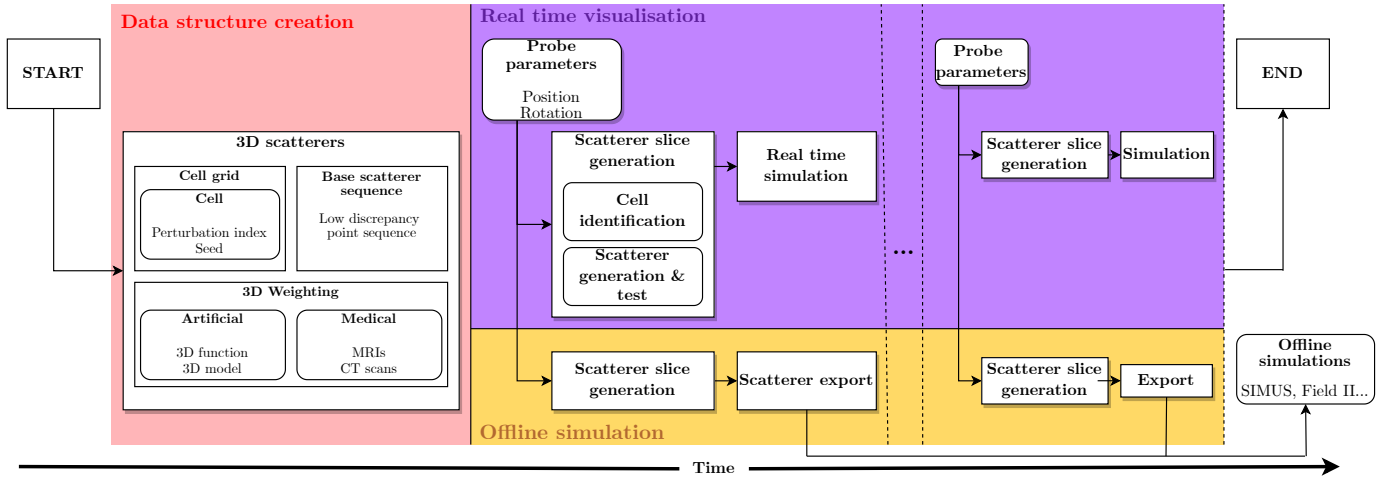 Data structure creation
Real time visualisation
START
3D scatterers
Cell grid
Cell
Perturbation index
Seed
Base scatterer
sequence
Low discrepancy
point sequence
3D Weighting
Artificial
3D function
3D model
Medical
MRIs
CT scans
Probe
parameters
Position
Rotation
Scatterer slice
generation
Cell
identification
Scatterer
generation &
test
Real time
simulation
...
Probe
parameters
Scatterer slice
generation
Simulation
END
Scatterer slice
generation
Scatterer export
Scatterer slice
generation
Export
Offline
simulations
SIMUS, Field II...
Offline simulation
Time